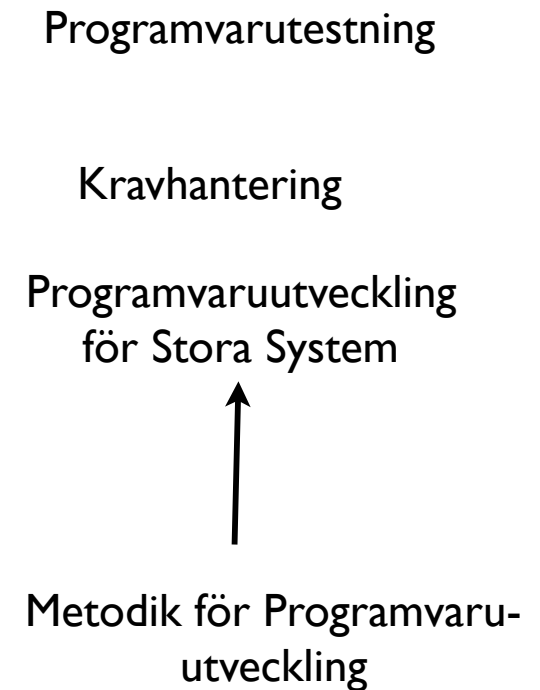 Programvarutestning
Kravhantering
Programvaruutveckling
för Stora System
Metodik för Programvaru-
utveckling